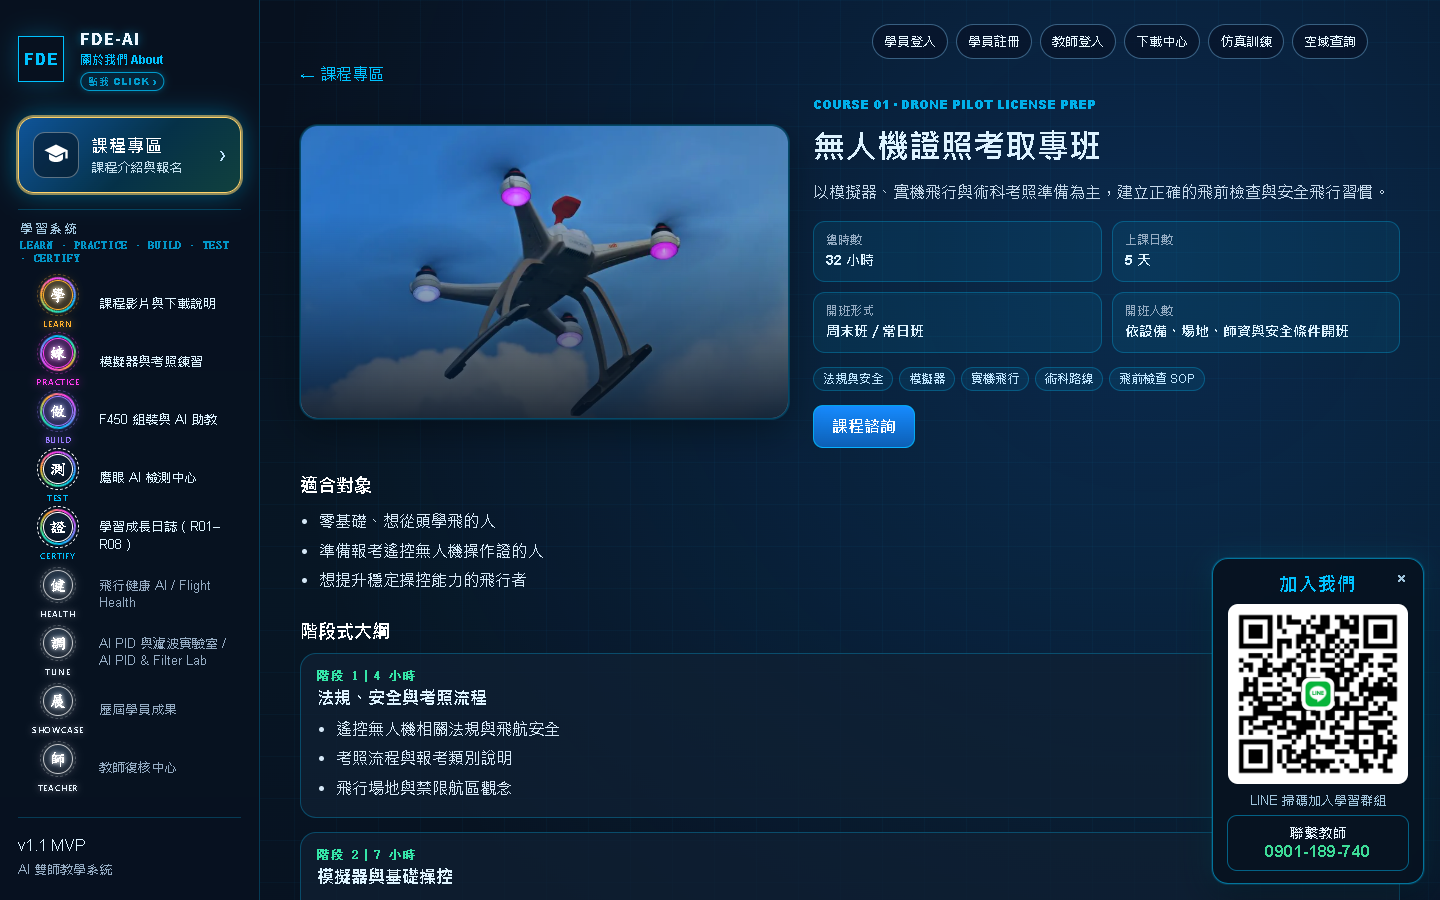 FDE
FDE-AI
關於我們 About
點我 CLICK ›
課程專區
課程介紹與報名
學習系統
LEARN · PRACTICE · BUILD · TEST
· CERTIFY
學
LEARN
課程影片與下載說明
練
PRACTICE
模擬器與考照練習
做
BUILD
F450 組裝與 AI 助教
測
TEST
鷹眼 AI 檢測中心
證
CERTIFY
學習成長日誌（R01–
R08）
健
HEALTH
飛行健康 AI / Flight
Health
調
TUNE
AI PID 與濾波實驗室 /
AI PID & Filter Lab
展
SHOWCASE
歷屆學員成果
師
TEACHER
教師復核中心
v1.1 MVP
AI 雙師教學系統
學員登入
學員註冊
教師登入
下載中心
仿真訓練
空域查詢
← 課程專區
COURSE 01 · DRONE PILOT LICENSE PREP
無人機證照考取專班
以模擬器、實機飛行與術科考照準備為主，建立正確的飛前檢查與安全飛行習慣。
總時數
32 小時
上課日數
5 天
開班形式
周末班 / 常日班
開班人數
依設備、場地、師資與安全條件開班
法規與安全
模擬器
實機飛行
術科路線
飛前檢查 SOP
課程諮詢
適合對象
• 零基礎、想從頭學飛的人
• 準備報考遙控無人機操作證的人
• 想提升穩定操控能力的飛行者
階段式大綱
階段 1 | 4 小時
法規、安全與考照流程
• 遙控無人機相關法規與飛航安全
• 考照流程與報考類別說明
• 飛行場地與禁限航區觀念
階段 2 | 7 小時
模擬器與基礎操控
加入我們
×
LINE
LINE 掃碼加入學習群組
聯繫教師
0901-189-740